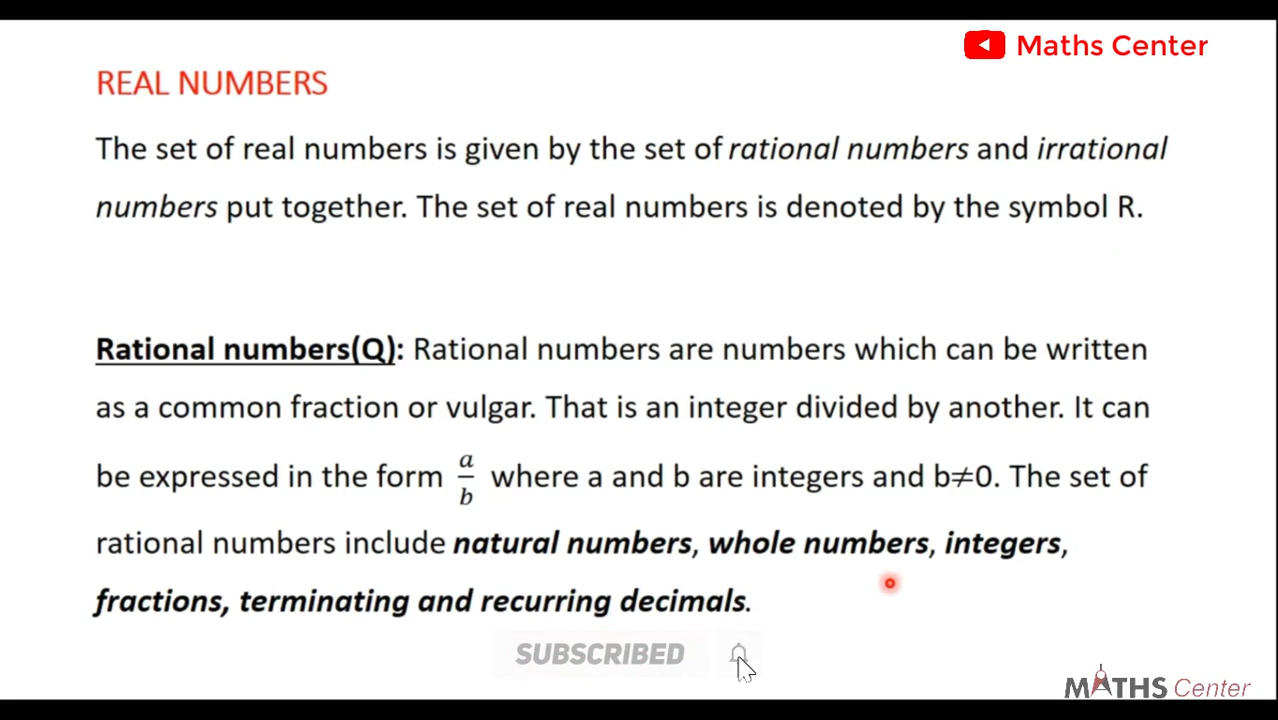 Maths Center
REAL NUMBERS
The set of real numbers is given by the set of rational numbers and irrational
numbers put together. The set of real numbers is denoted by the symbol R.
Rational numbers(Q): Rational numbers are numbers which can be written
as a common fraction or vulgar. That is an integer divided by another. It can
be expressed in the form a/b where a and b are integers and b≠0. The set of
rational numbers include natural numbers, whole numbers, integers,
fractions, terminating and recurring decimals.
SUBSCRIBED
MATHS Center